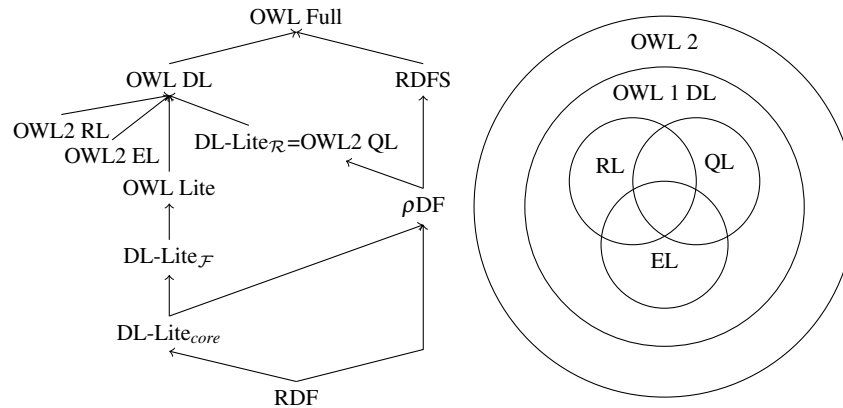 OWL Full
OWL DL
RDFS
OWL2 RL
OWL2 EL
DL-Lite𝓡=OWL2 QL
OWL Lite
ρDF
DL-Lite𝓕
DL-Lite_core
RDF
OWL 2
OWL 1 DL
RL
QL
EL